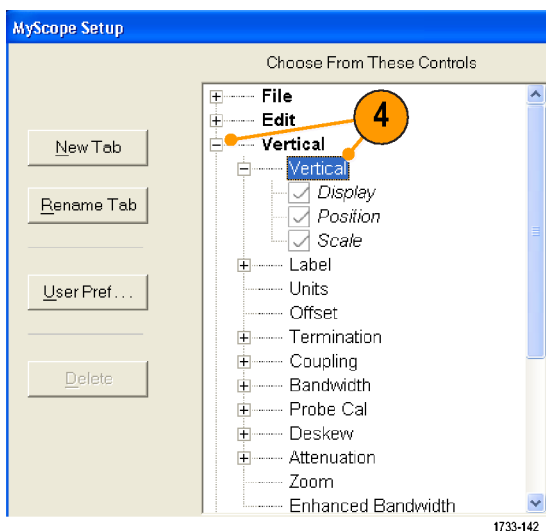 MyScope Setup
Choose From These Controls
File
Edit
4
New Tab
Vertical
Vertical
Display
Rename Tab
Position
Scale
Label
User Pref...
Units
Offset
Termination
Delete
Coupling
Bandwidth
Probe Cal
Deskew
Attenuation
Zoom
Enhanced Bandwidth
1733-142